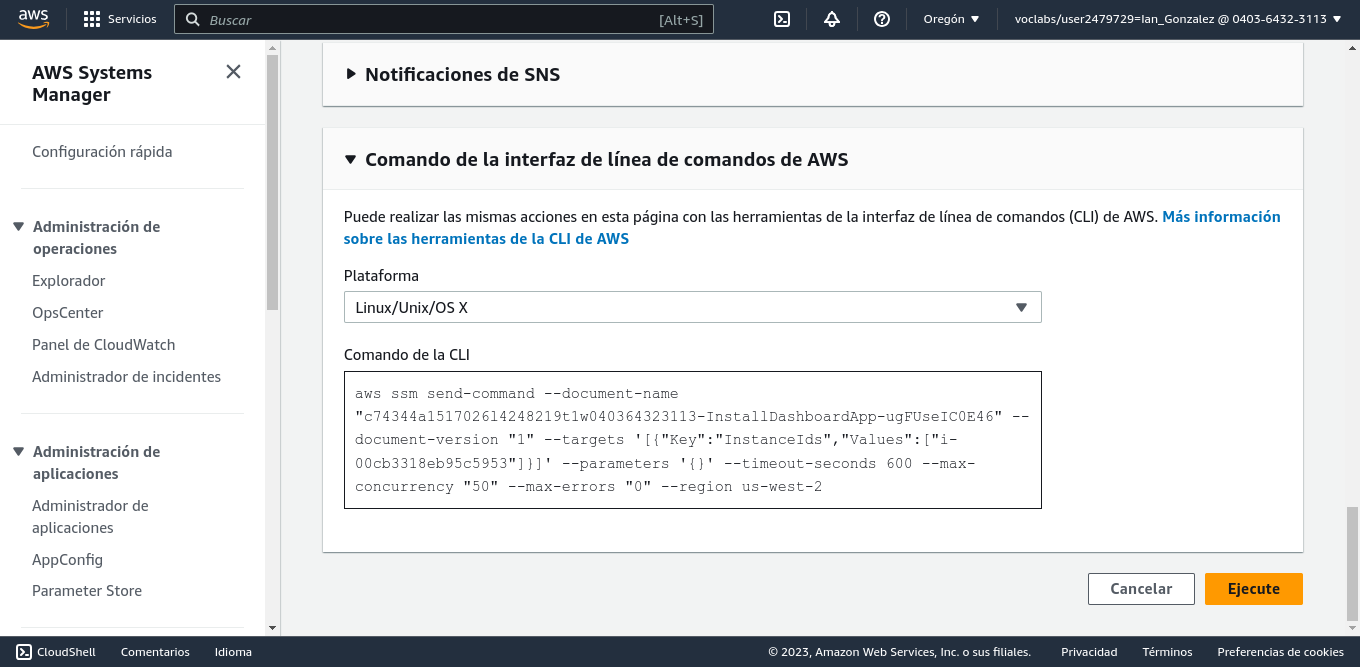 aws
Servicios
Buscar
[Alt+S]
Oregón
voclabs/user2479729=Ian_Gonzalez @ 0403-6432-3113
AWS Systems
Manager
Configuración rápida
Administración de
operaciones
Explorador
OpsCenter
Panel de CloudWatch
Administrador de incidentes
Administración de
aplicaciones
Administrador de
aplicaciones
AppConfig
Parameter Store
Notificaciones de SNS
Comando de la interfaz de línea de comandos de AWS
Puede realizar las mismas acciones en esta página con las herramientas de la interfaz de línea de comandos (CLI) de AWS. Más información
sobre las herramientas de la CLI de AWS
Plataforma
Linux/Unix/OS X
Comando de la CLI
aws ssm send-command --document-name
"c74344a151702614248219t1w040364323113-InstallDashboardApp-ugFUseIC0E46" --
document-version "1" --targets '[{"Key":"InstanceIds","Values":["i-
00cb3318eb95c5953"]}]' --parameters '{}' --timeout-seconds 600 --max-
concurrency "50" --max-errors "0" --region us-west-2
Cancelar
Ejecute
CloudShell
Comentarios
Idioma
© 2023, Amazon Web Services, Inc. o sus filiales.
Privacidad
Términos
Preferencias de cookies